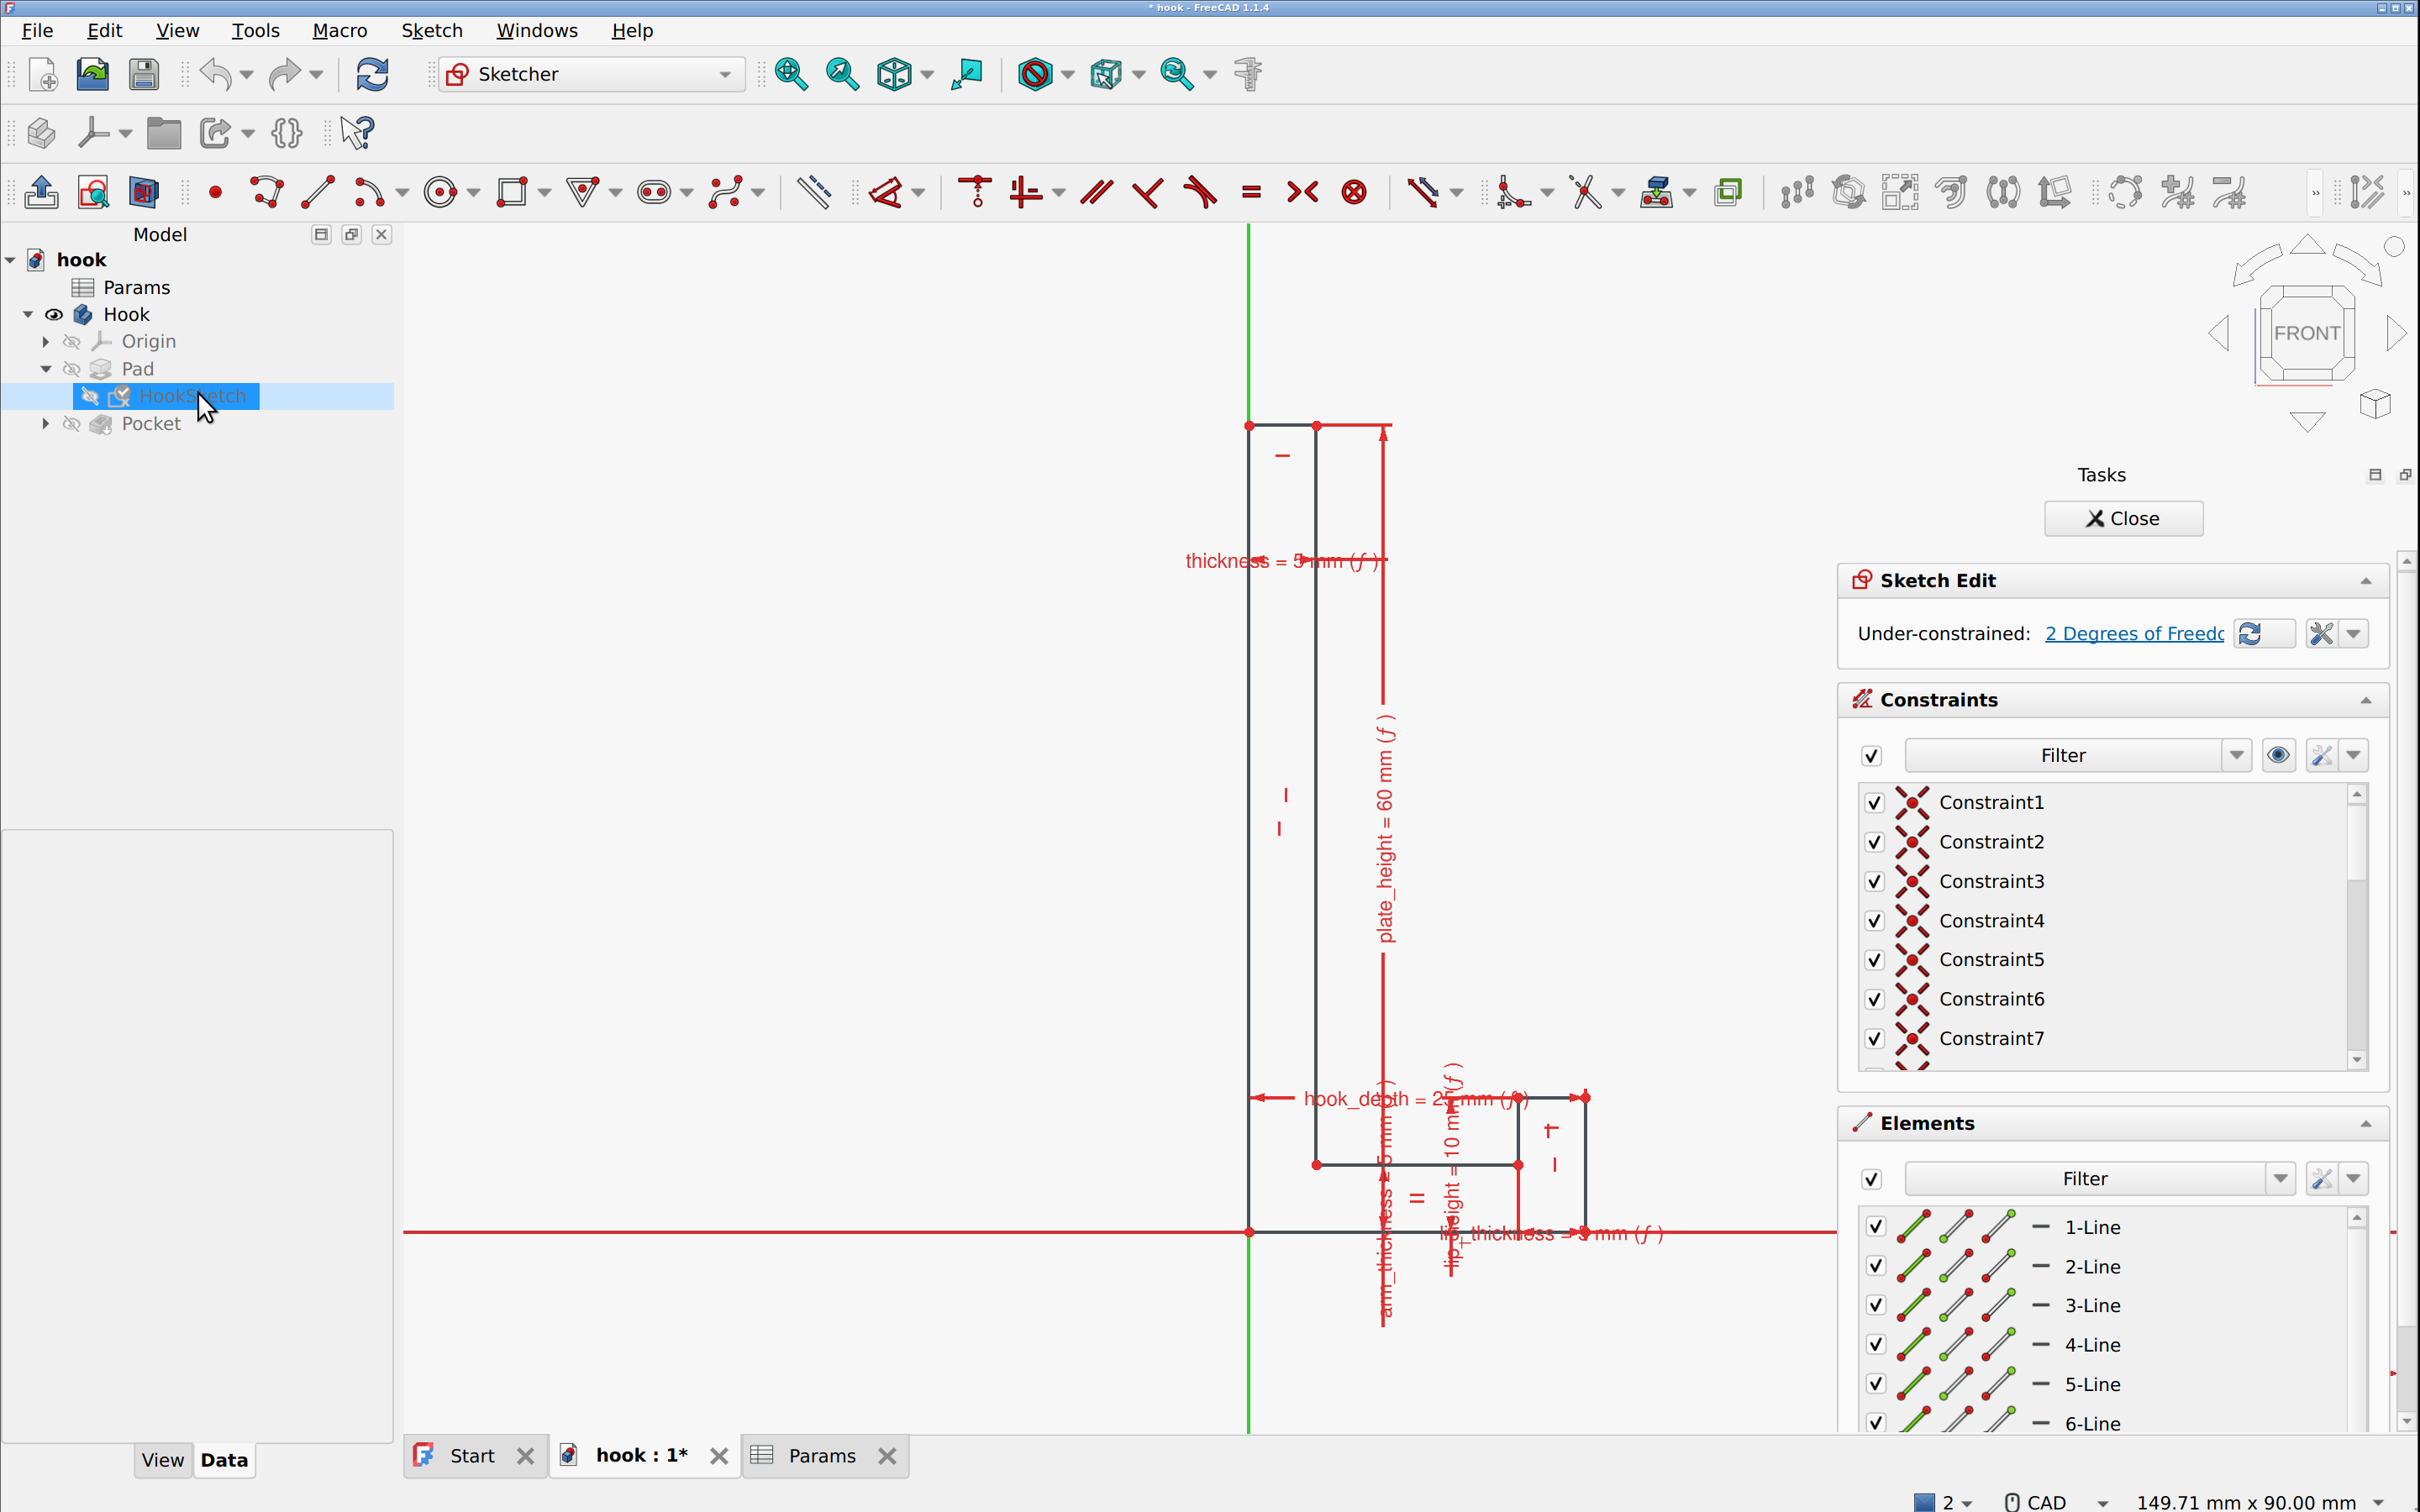 * hook - FreeCAD 1.1.4
File Edit View Tools Macro Sketch Windows Help
Sketcher
Model
hook
Params
Hook
Origin
Pad
HookSketch
Pocket
View Data
thickness = 5 mm (ƒ)
plate_height = 60 mm (ƒ)
hook_depth = 25 mm (ƒ)
arm_thickness = 5 mm (ƒ)
lip_height = 10 mm (ƒ)
lip_thickness = 5 mm (ƒ)
FRONT
Tasks
Close
Sketch Edit
Under-constrained: 2 Degrees of Freedo
Constraints
Filter
Constraint1
Constraint2
Constraint3
Constraint4
Constraint5
Constraint6
Constraint7
Elements
Filter
1-Line
2-Line
3-Line
4-Line
5-Line
6-Line
Start hook : 1* Params
2 CAD 149.71 mm x 90.00 mm